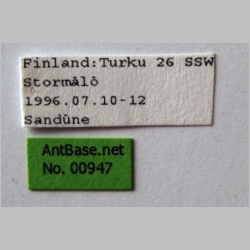 Finland:Turku 26 SSW
Stormålö
1996.07.10-12
Sandüne
AntBase.net
No. 00947